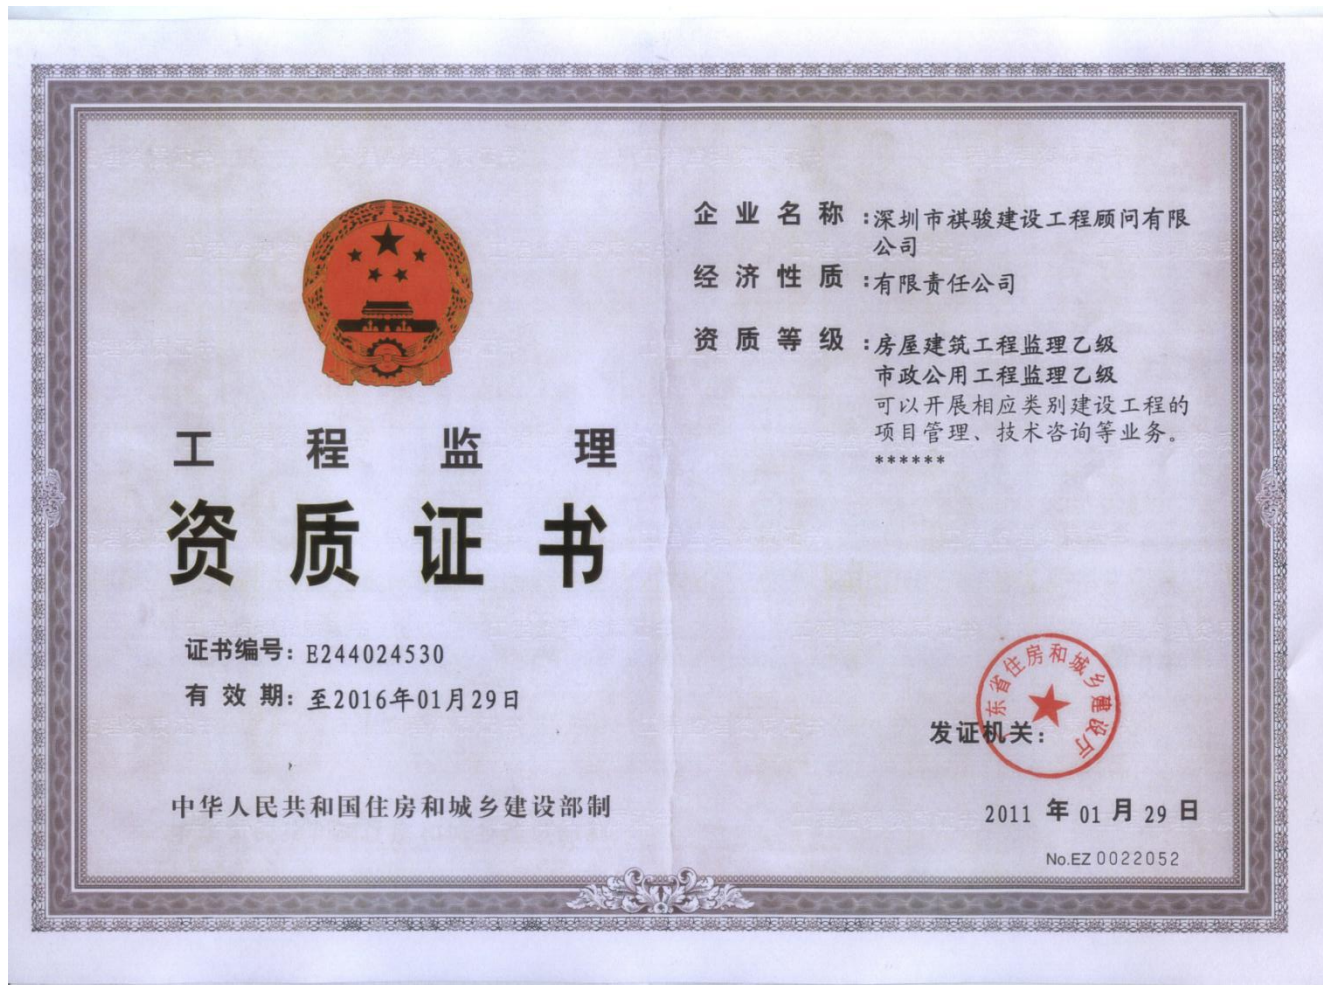 工程监理
资质证书
证书编号：E244024530
有效期：至2016年01月29日
中华人民共和国住房和城乡建设部制
企业名称：深圳市祺骏建设工程顾问有限
公司
经济性质：有限责任公司
资质等级：房屋建筑工程监理乙级
市政公用工程监理乙级
可以开展相应类别建设工程的
项目管理、技术咨询等业务。
******
东省住房和城乡建设厅
发证机关：
2011 年 01 月 29 日
No.EZ 0022052